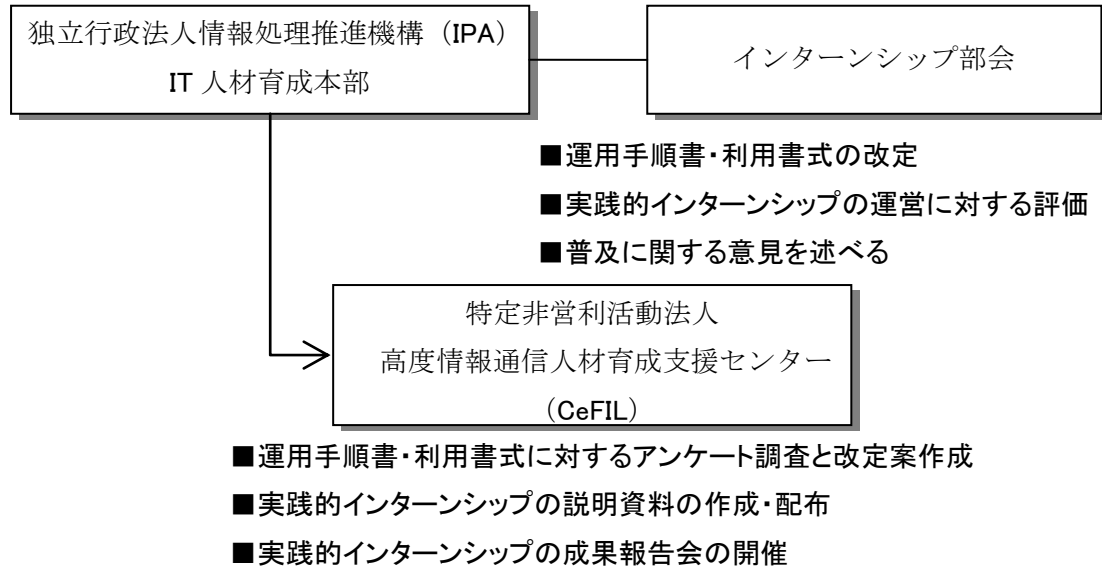 独立行政法人情報処理推進機構（IPA）
IT 人材育成本部
インターンシップ部会
■運用手順書・利用書式の改定
■実践的インターンシップの運営に対する評価
■普及に関する意見を述べる
特定非営利活動法人
高度情報通信人材育成支援センター
（CeFIL）
■運用手順書・利用書式に対するアンケート調査と改定案作成
■実践的インターンシップの説明資料の作成・配布
■実践的インターンシップの成果報告会の開催